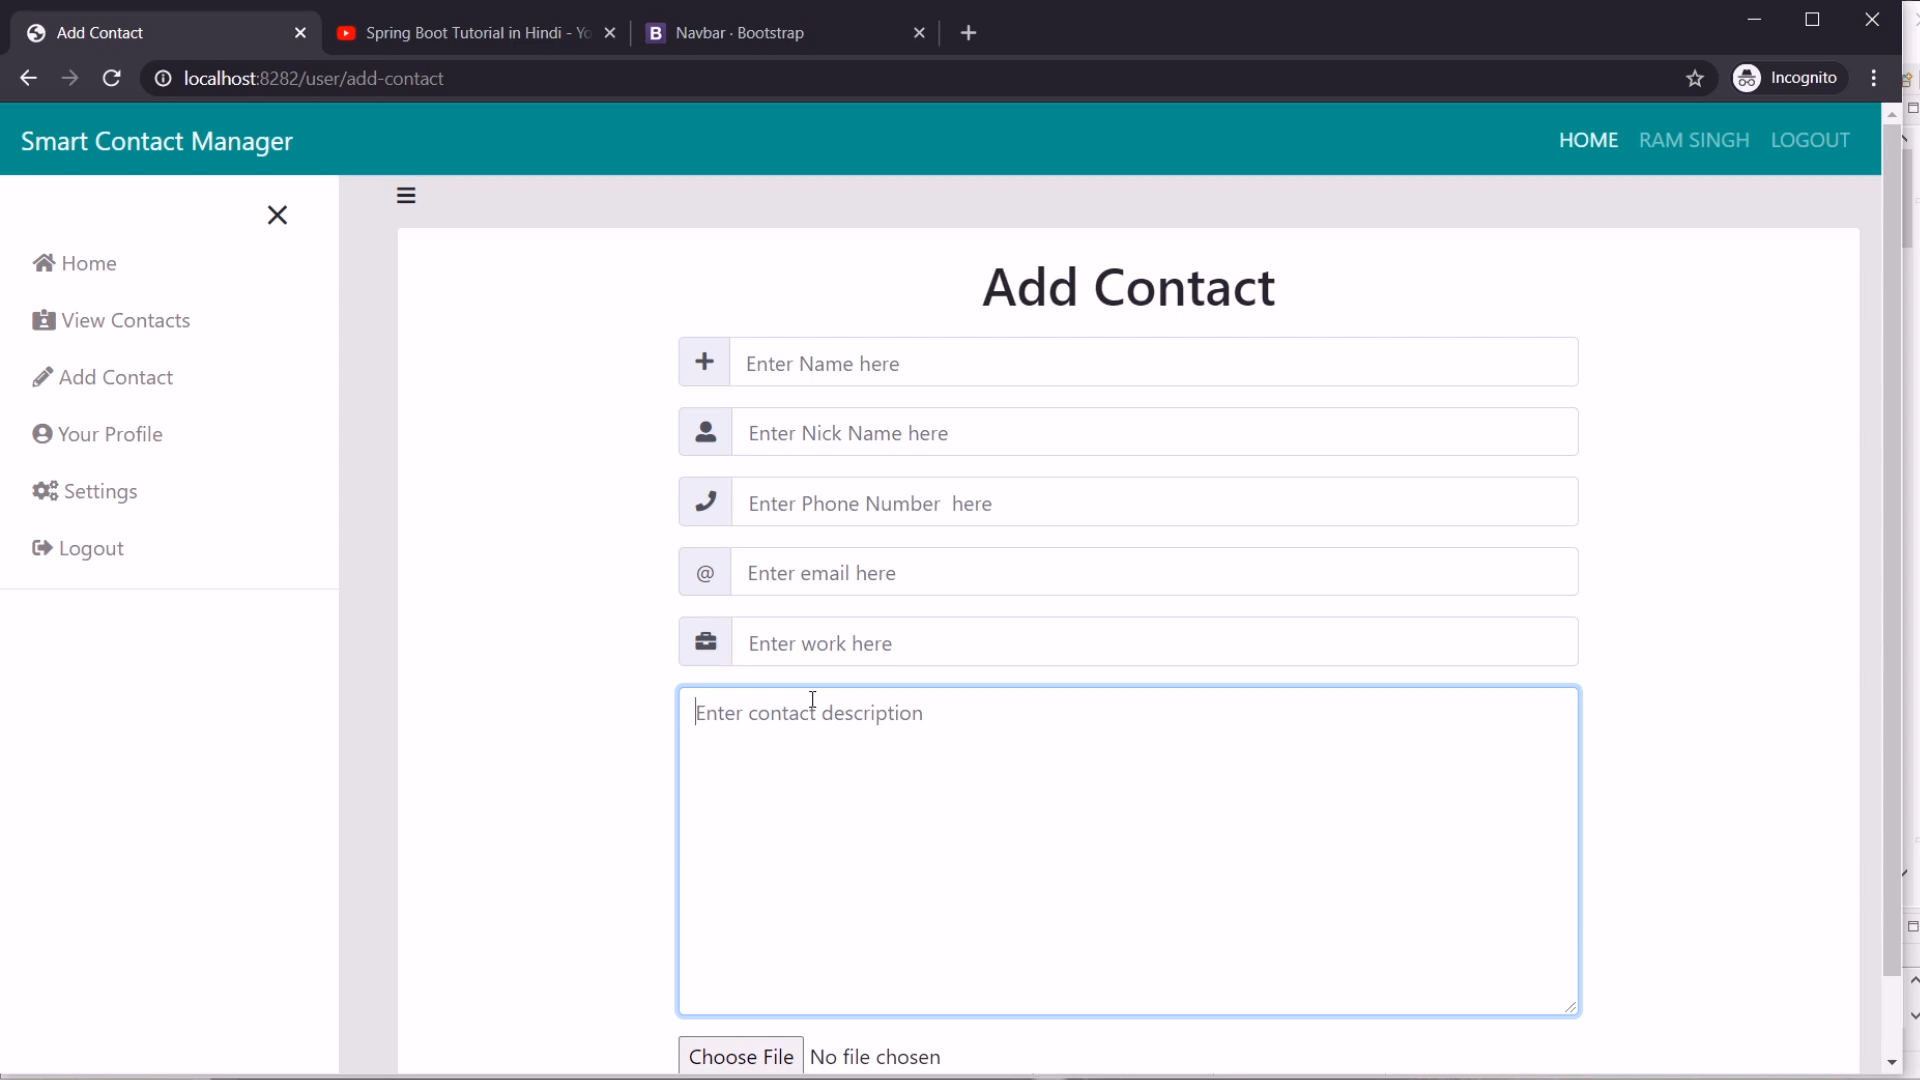 Add Contact
Spring Boot Tutorial in Hindi - Yo
Navbar · Bootstrap
localhost:8282/user/add-contact
Incognito
Smart Contact Manager
HOME RAM SINGH LOGOUT
Home
View Contacts
Add Contact
Your Profile
Settings
Logout
Add Contact
Enter Name here
Enter Nick Name here
Enter Phone Number  here
@ Enter email here
Enter work here
Enter contact description
Choose File No file chosen